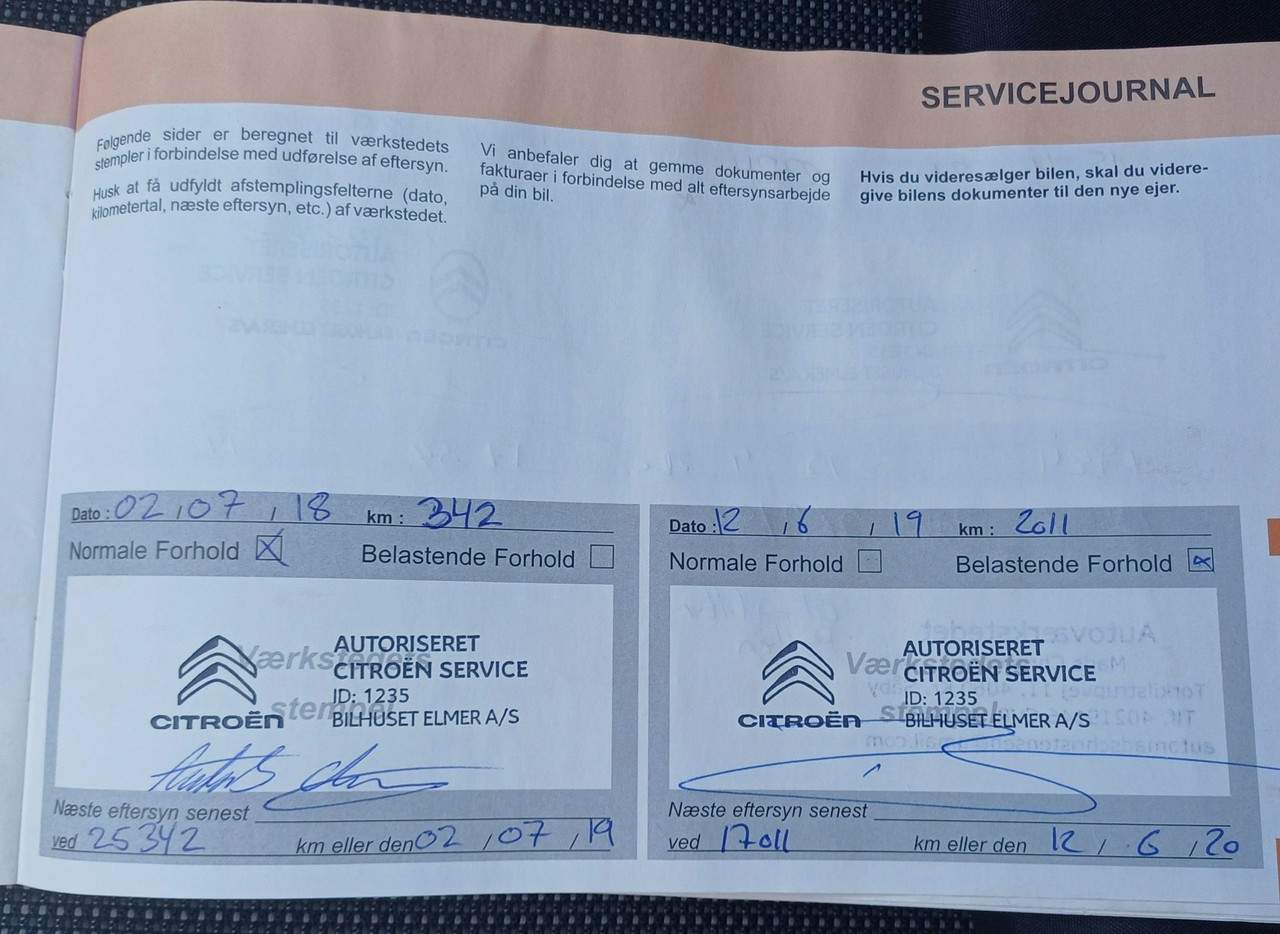 SERVICEJOURNAL
Følgende sider er beregnet til værkstedets
stempler i forbindelse med udførelse af eftersyn.
Husk at få udfyldt afstemplingsfelterne (dato,
kilometertal, næste eftersyn, etc.) af værkstedet.
Vi anbefaler dig at gemme dokumenter og
fakturaer i forbindelse med alt eftersynsarbejde
på din bil.
Hvis du videresælger bilen, skal du videre-
give bilens dokumenter til den nye ejer.
Dato : 02 / 07 / 18 km : 342
Normale Forhold X Belastende Forhold
Værkstedets
stempel
AUTORISERET
CITROËN SERVICE
ID: 1235
BILHUSET ELMER A/S
CITROËN
Næste eftersyn senest
ved 25342 km eller den 02 / 07 / 19
Dato : 12 / 6 / 19 km : 2011
Normale Forhold Belastende Forhold X
Værkstedets
stempel
AUTORISERET
CITROËN SERVICE
ID: 1235
BILHUSET ELMER A/S
CITROËN
Næste eftersyn senest
ved 17011 km eller den 12 / 6 / 20